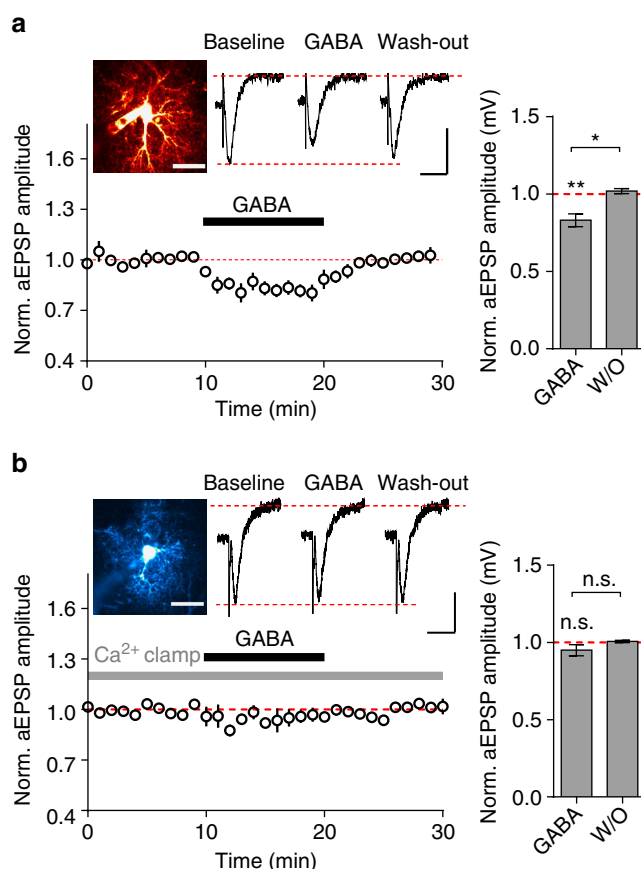 a
Baseline GABA Wash-out
Norm. aEPSP amplitude
1.6
1.3
1.0
0.7
0.4
GABA
0 10 20 30
Time (min)
Norm. aEPSP amplitude (mV)
1.5
1.0
0.5
0.0
*
**
GABA W/O
b
Baseline GABA Wash-out
Norm. aEPSP amplitude
1.6
1.3
1.0
0.7
0.4
GABA
Ca2+ clamp
0 10 20 30
Time (min)
Norm. aEPSP amplitude (mV)
1.5
1.0
0.5
0.0
n.s.
n.s.
GABA W/O